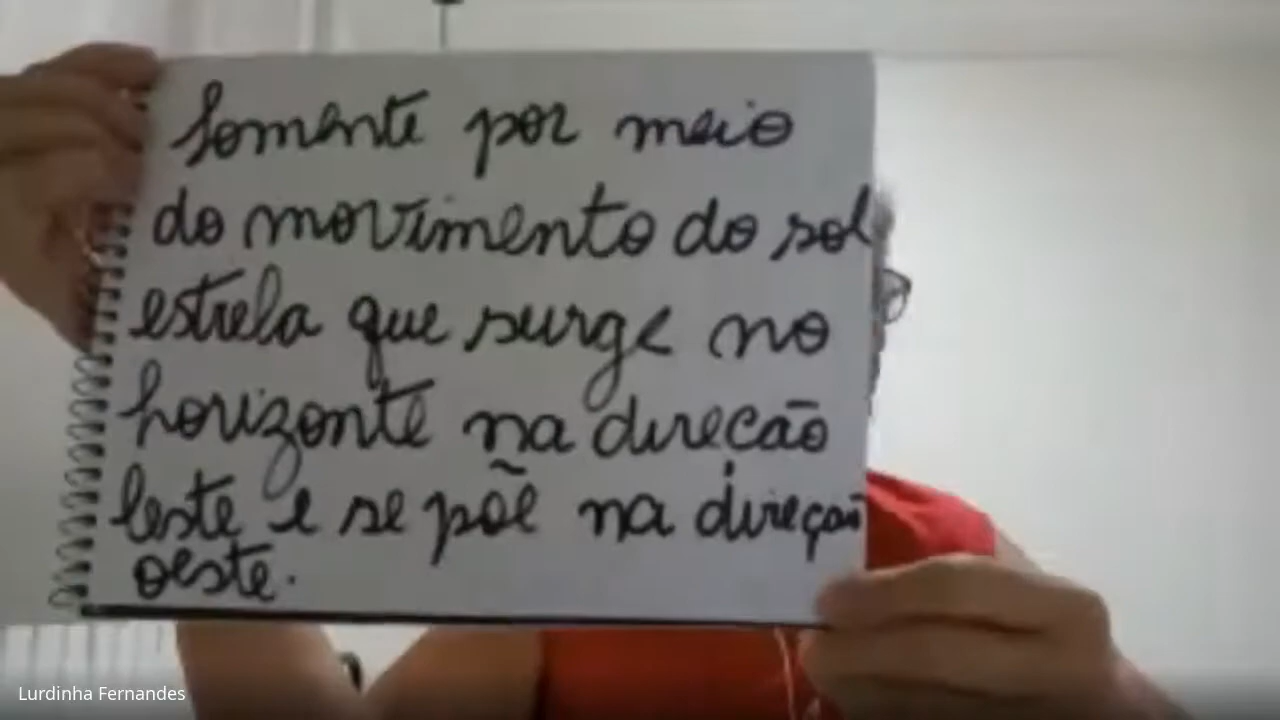 Somente por meio
do movimento do sol
estrela que surge no
horizonte na direção
leste e se põe na direção
oeste.
Lurdinha Fernandes